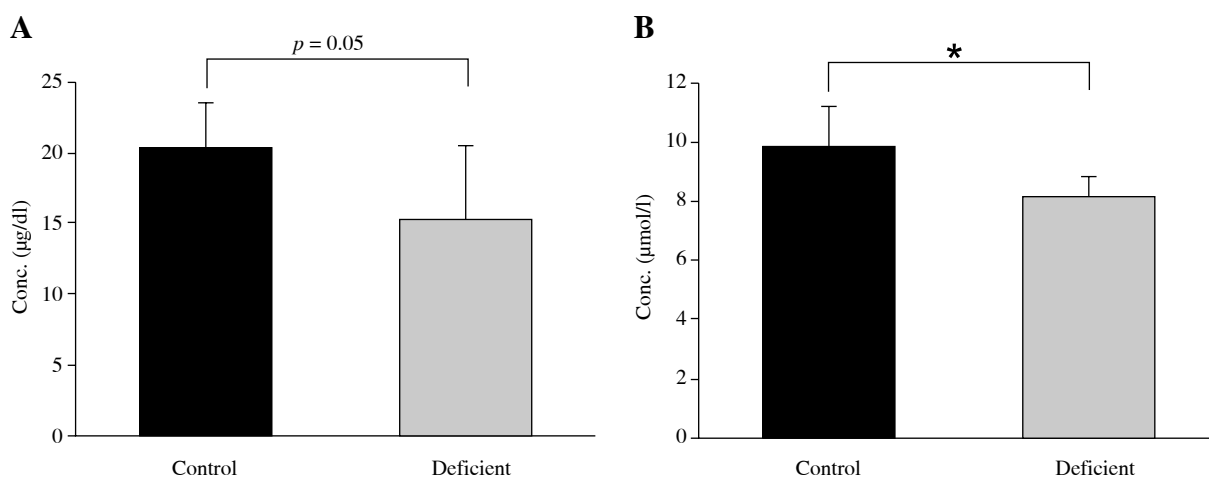 A
p = 0.05
25
20
15
10
5
0
Conc. (µg/dl)
Control Deficient
B
*
12
10
8
6
4
2
0
Conc. (µmol/l)
Control Deficient